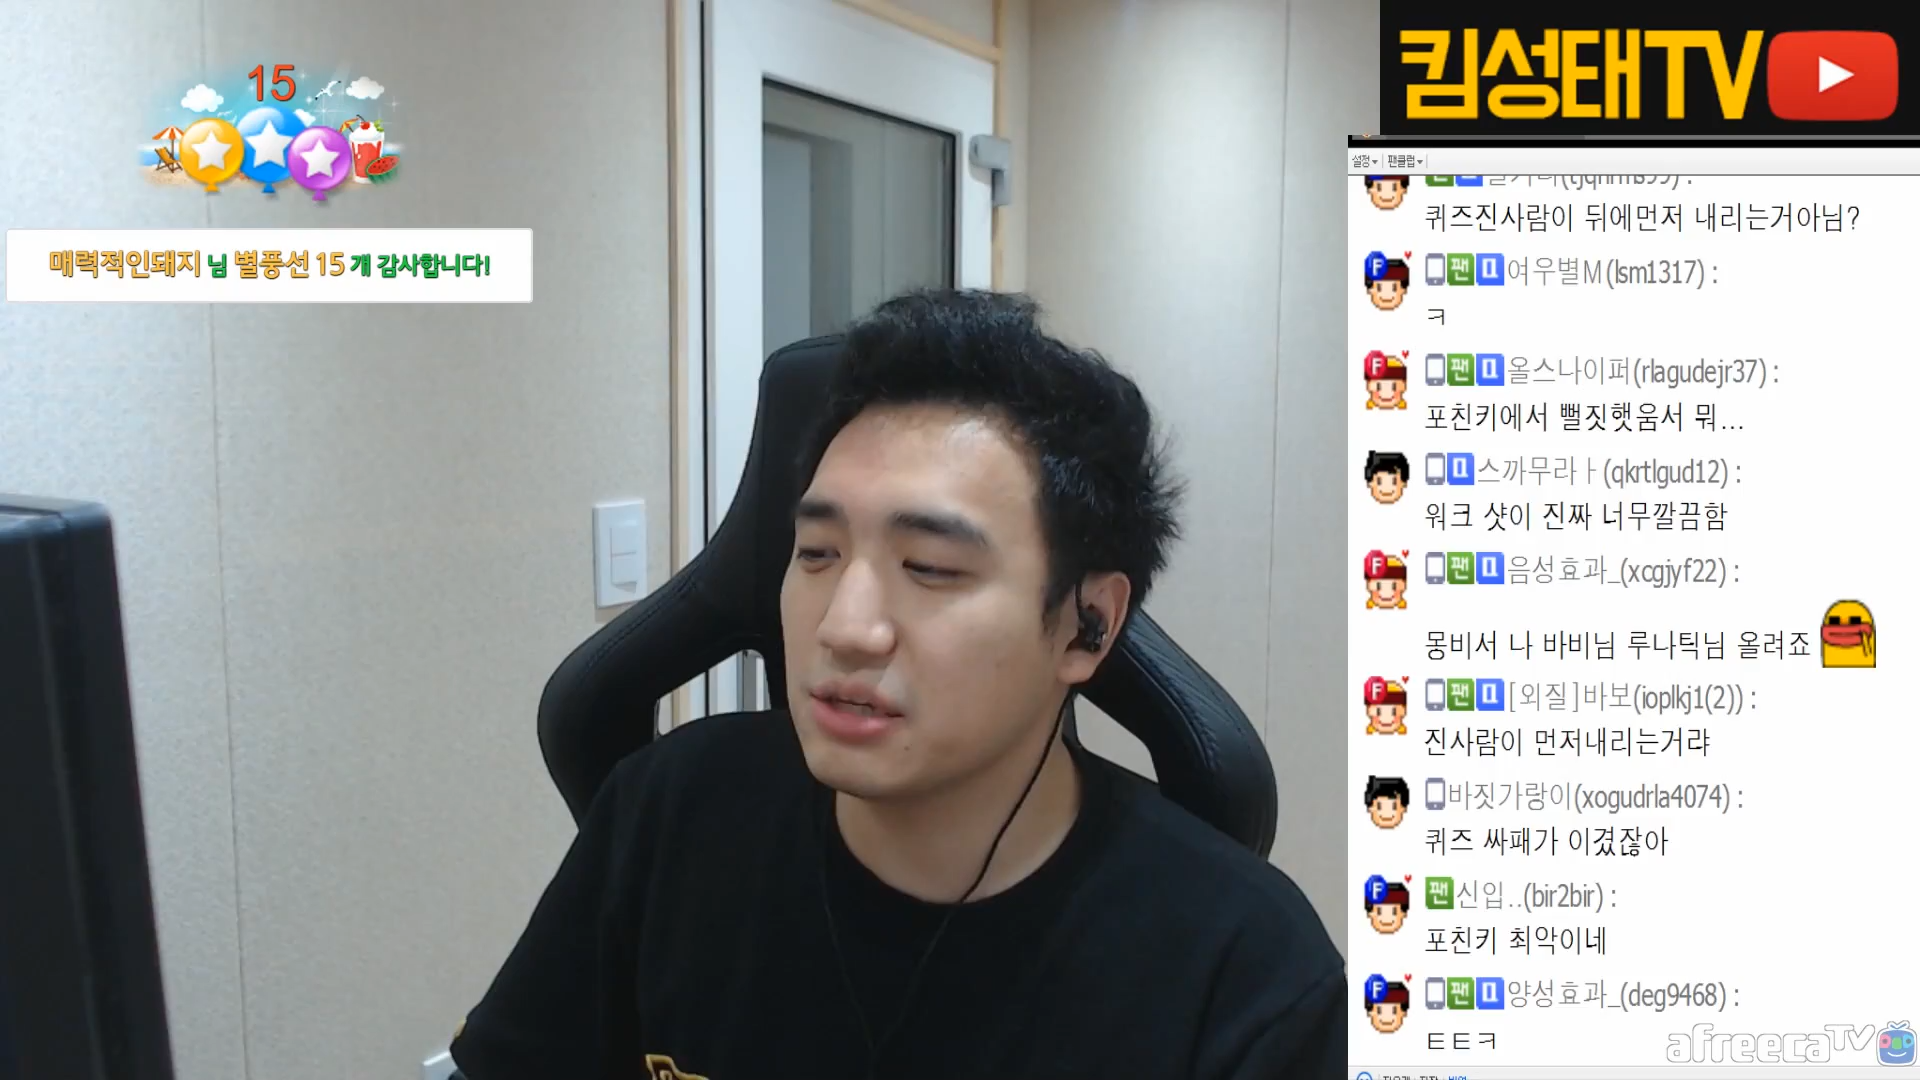 15
매력적인돼지 님 별풍선 15 개 감사합니다!
킴성태TV
설정 팬클럽
퀴즈진사람이 뒤에먼저 내리는거아님?
팬 여우별M(lsm1317) :
ㅋ
팬 올스나이퍼(rlagudejr37) :
포친키에서 뻘짓햇움서 뭐...
스까무라ㅏ(qkrtlgud12) :
워크 샷이 진짜 너무깔끔함
팬 음성효과_(xcgjyf22) :
몽비서 나 바비님 루나틱님 올려죠
팬 [외질]바보(ioplkj1(2)) :
진사람이 먼저내리는거랴
바짓가랑이(xogudrla4074) :
퀴즈 싸패가 이겼잖아
팬 신입..(bir2bir) :
포친키 최악이네
팬 양성효과_(deg9468) :
ㅌㅌㅋ
afreecaTV